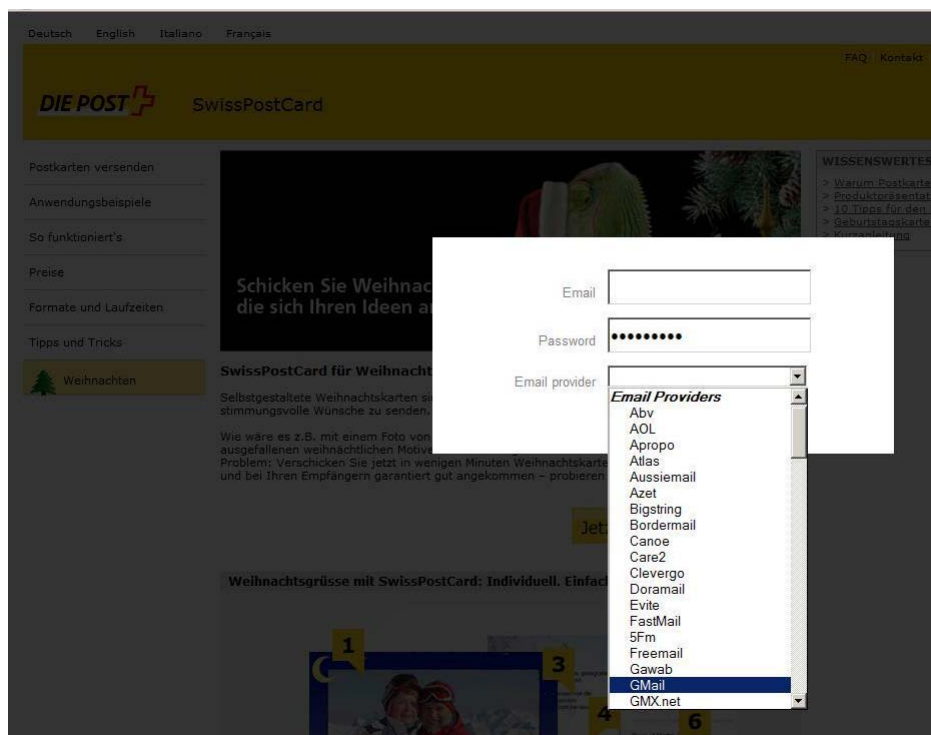 Deutsch English Italiano Français
FAQ Kontakt
DIE POST SwissPostCard
Postkarten versenden
Anwendungsbeispiele
So funktioniert's
Preise
Formate und Laufzeiten
Tipps und Tricks
Weihnachten
Schicken Sie Weihnac
die sich Ihren Ideen a
WISSENSWERTES
> Warum Postkarte
> Produktpräsentat
> 10 Tipps für den
> Geburtstagskarte
> Kurzanleitung
SwissPostCard für Weihnacht
Selbstgestaltete Weihnachtskarten si
stimmungsvolle Wünsche zu senden.
Wie wäre es z.B. mit einem Foto von
ausgefallenen weihnächtlichen Motive
Problem: Verschicken Sie jetzt in wenigen Minuten Weihnachtskarte
und bei Ihren Empfängern garantiert gut angekommen – probieren
Jet
Weihnachtsgrüsse mit SwissPostCard: Individuell. Einfac
1
3
4
6
Email
Password
Email provider
Email Providers
Abv
AOL
Apropo
Atlas
Aussiemail
Azet
Bigstring
Bordermail
Canoe
Care2
Clevergo
Doramail
Evite
FastMail
5Fm
Freemail
Gawab
GMail
GMX.net